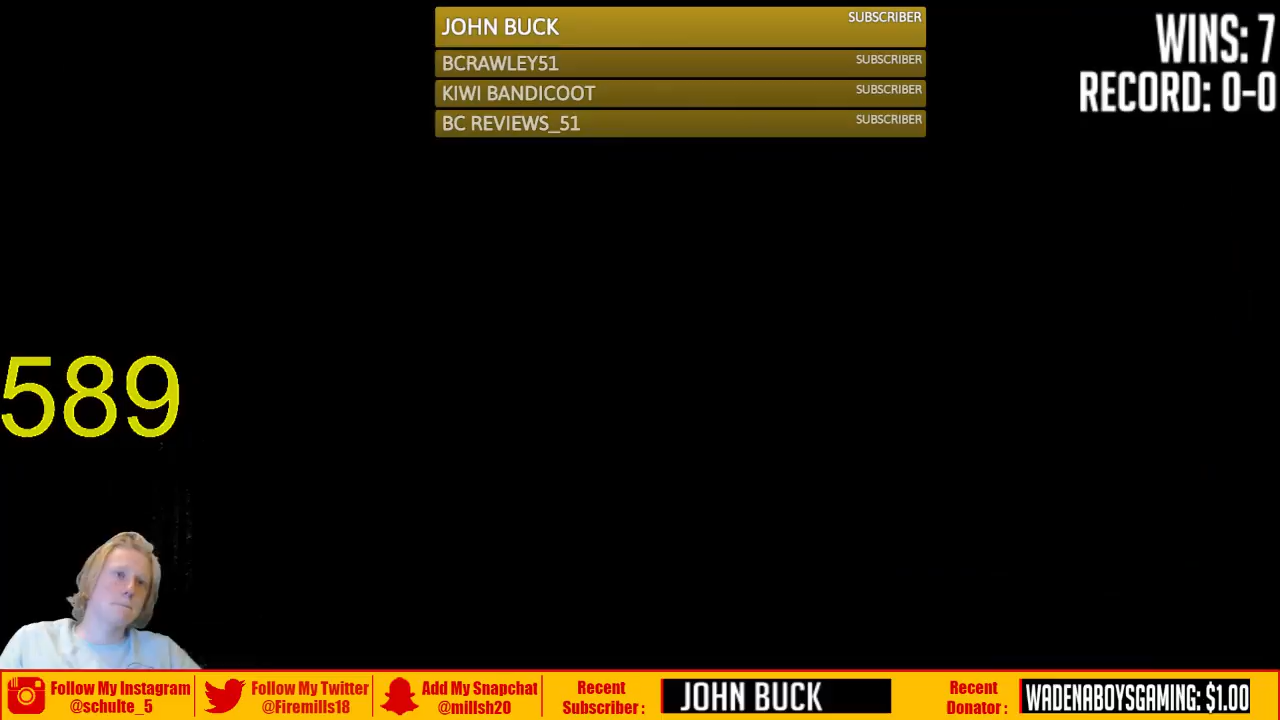 JOHN BUCK SUBSCRIBER
BCRAWLEY51 SUBSCRIBER
KIWI BANDICOOT SUBSCRIBER
BC REVIEWS_51 SUBSCRIBER
WINS: 7
RECORD: 0-0
589
Follow My Instagram
@schulte_5
Follow My Twitter
@Firemills18
Add My Snapchat
@millsh20
Recent
Subscriber :
JOHN BUCK
Recent
Donator :
WADENABOYSGAMING: $1.00